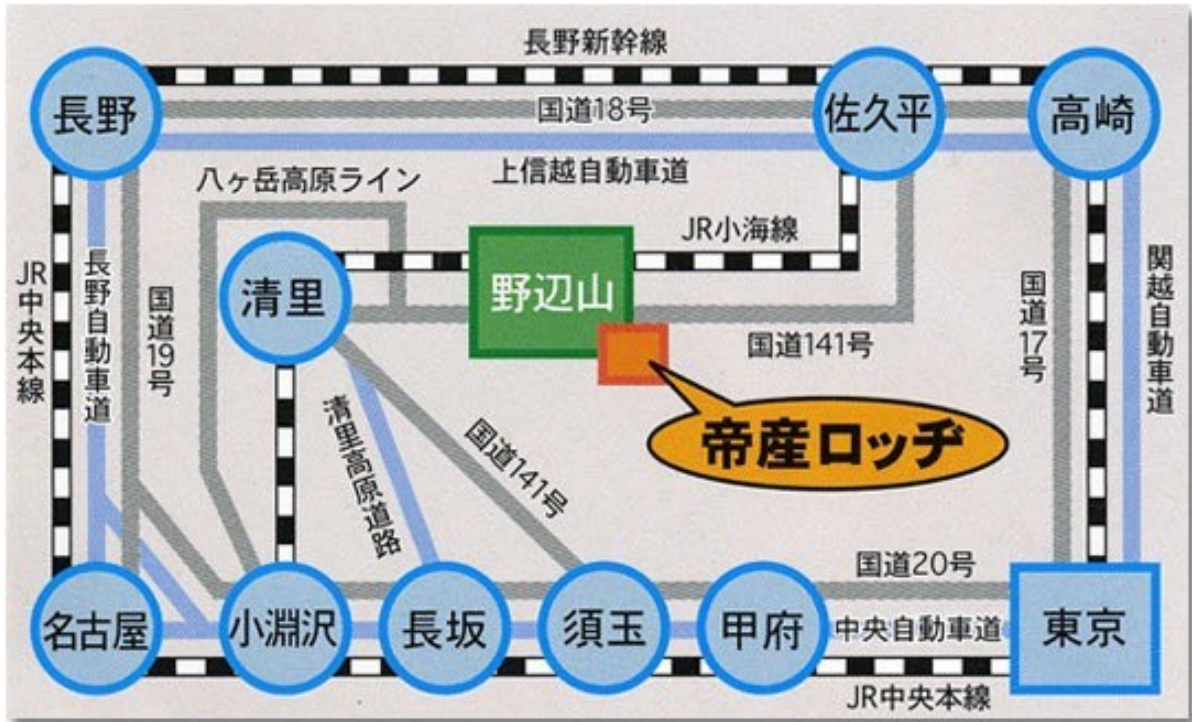 長野新幹線
長野
国道18号
佐久平
高崎
上信越自動車道
八ヶ岳高原ライン
JR小海線
清里
野辺山
JR中央本線
長野自動車道
国道19号
国道141号
国道17号
関越自動車道
帝産ロッヂ
清里高原道路
国道141号
国道20号
名古屋
小淵沢
長坂
須玉
甲府
中央自動車道
東京
JR中央本線